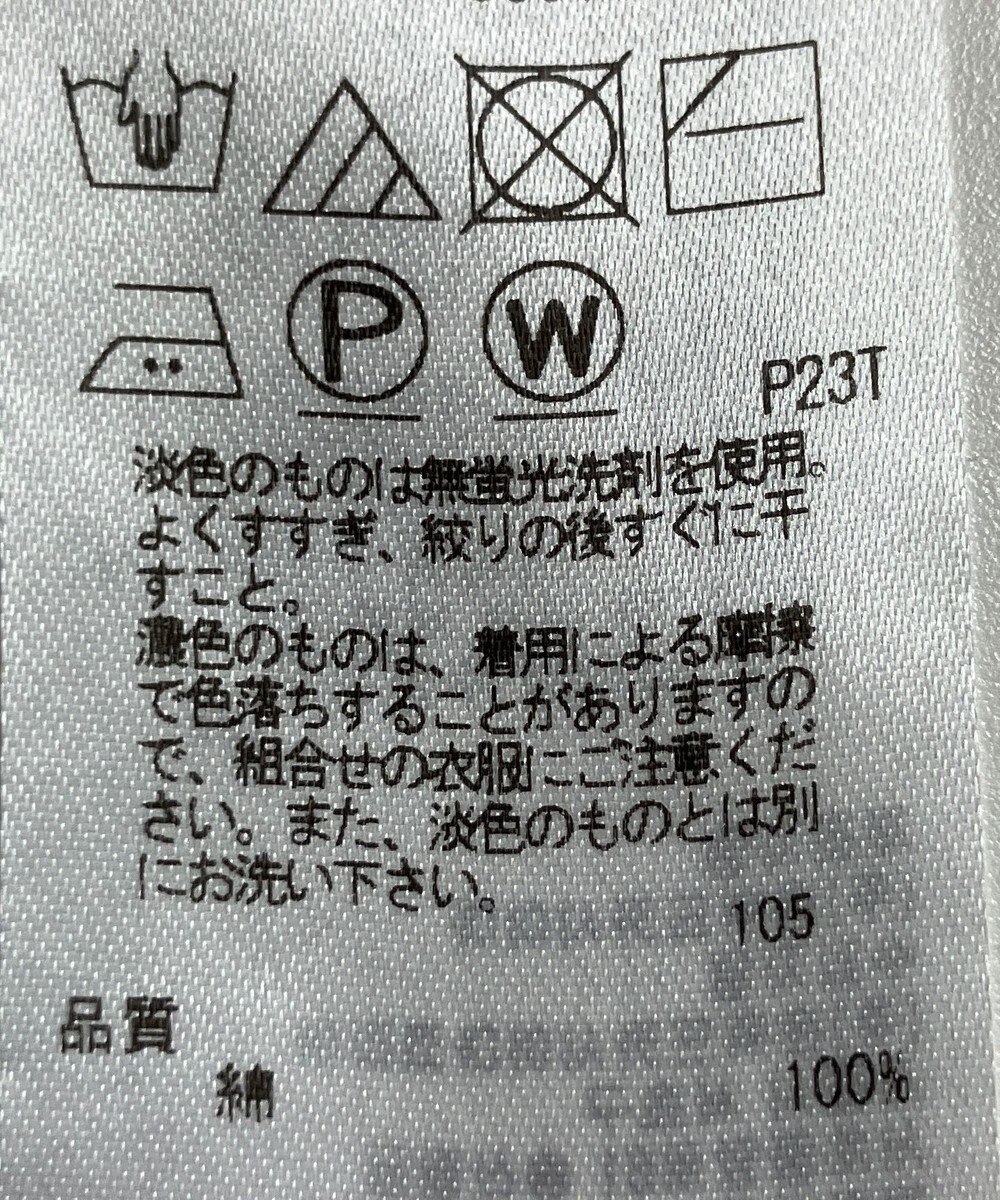 P
W
P23T
淡色のものは無蛍光洗剤を使用。
よくすすぎ、絞りの後すぐに干
すこと。
濃色のものは、着用による摩擦
で色落ちすることがありますの
で、組合せの衣服にご注意くだ
さい。また、淡色のものとは別
にお洗い下さい。
105
品質
綿 100%